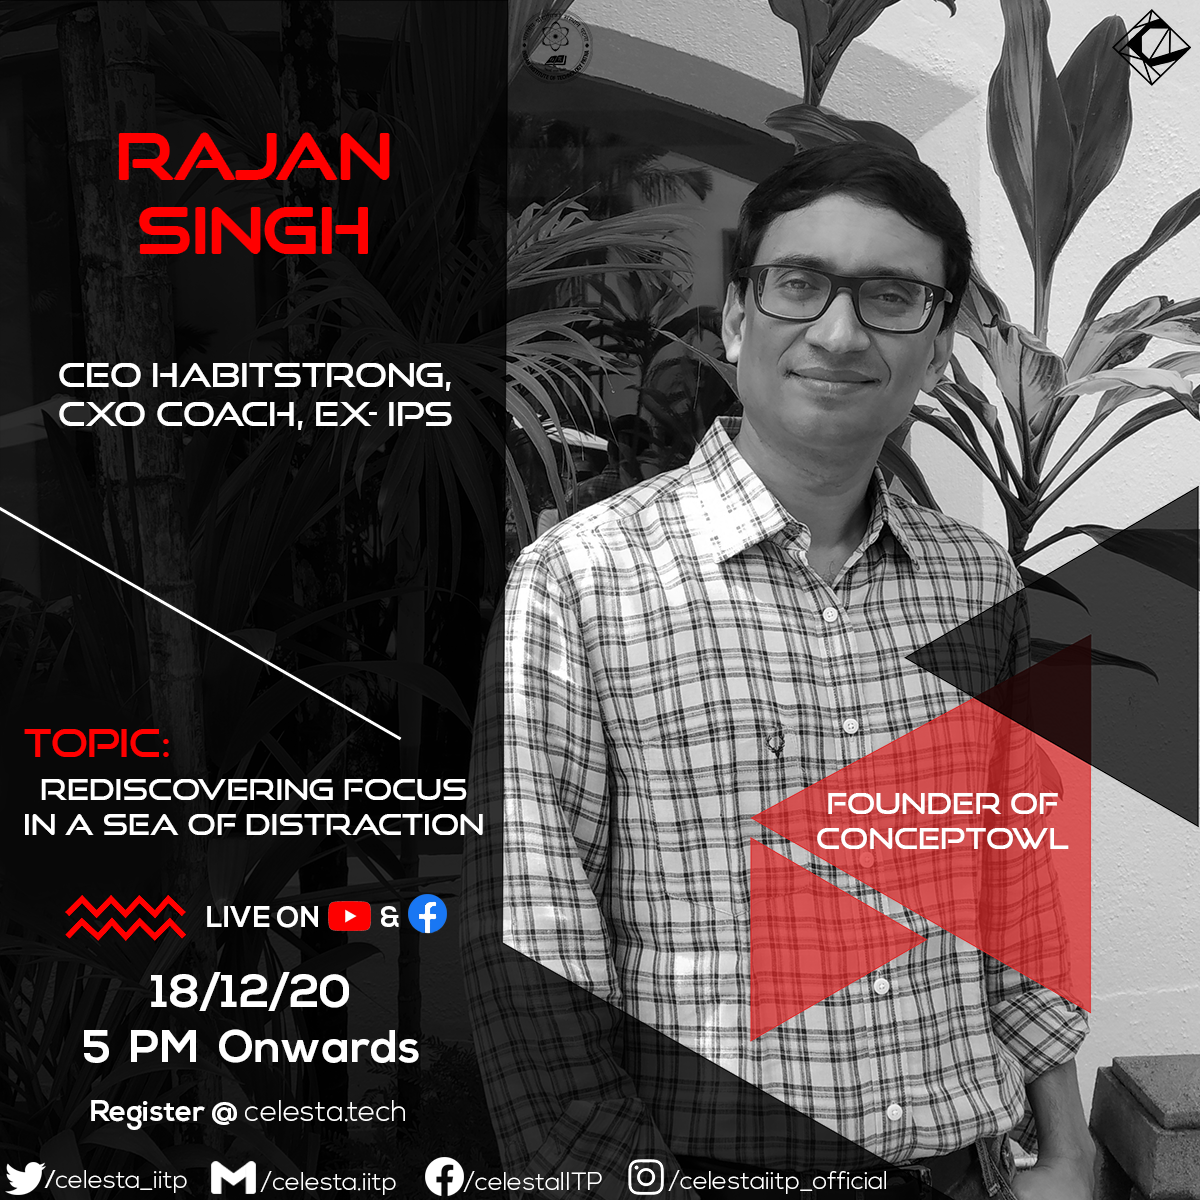 RAJAN
SINGH
CEO HABITSTRONG,
CXO COACH, EX- IPS
TOPIC:
REDISCOVERING FOCUS
IN A SEA OF DISTRACTION
FOUNDER OF
CONCEPTOWL
LIVE ON & 
18/12/20
5 PM Onwards
Register @ celesta.tech
/celesta_iitp /celesta.iitp /celestaIITP /celestaiitp_official